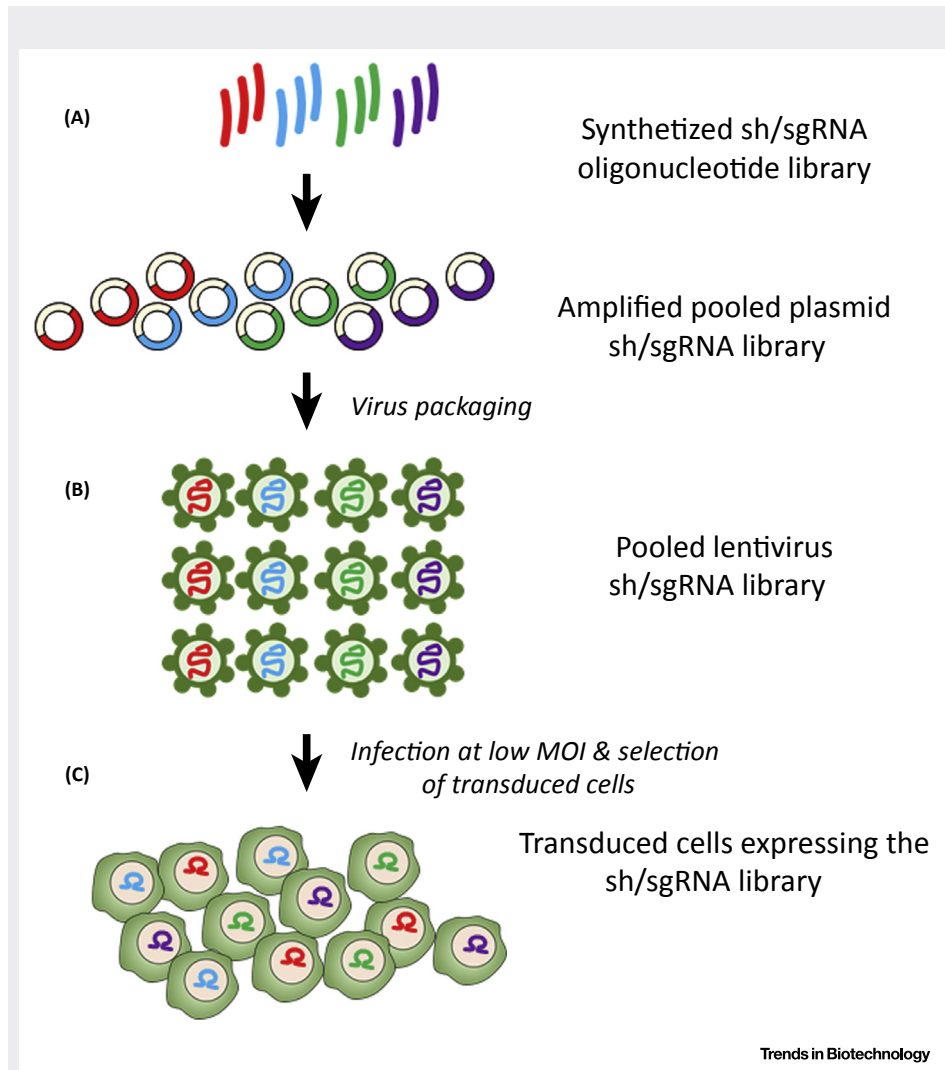 (A)
Synthetized sh/sgRNA
oligonucleotide library
Amplified pooled plasmid
sh/sgRNA library
Virus packaging
(B)
Pooled lentivirus
sh/sgRNA library
Infection at low MOI & selection
of transduced cells
(C)
Transduced cells expressing the
sh/sgRNA library
Trends in Biotechnology